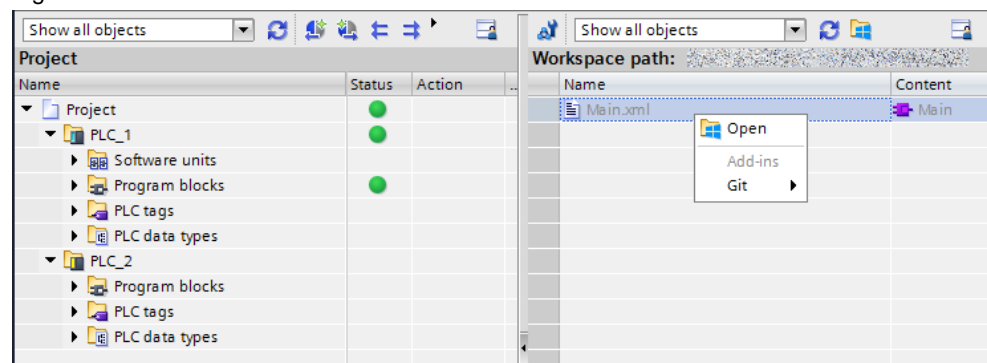 Show all objects
Show all objects
Project
Workspace path:
Name Status Action ..
Name Content
Project
Main.xml Main
PLC_1
Open
Software units
Add-ins
Program blocks
Git
PLC tags
PLC data types
PLC_2
Program blocks
PLC tags
PLC data types